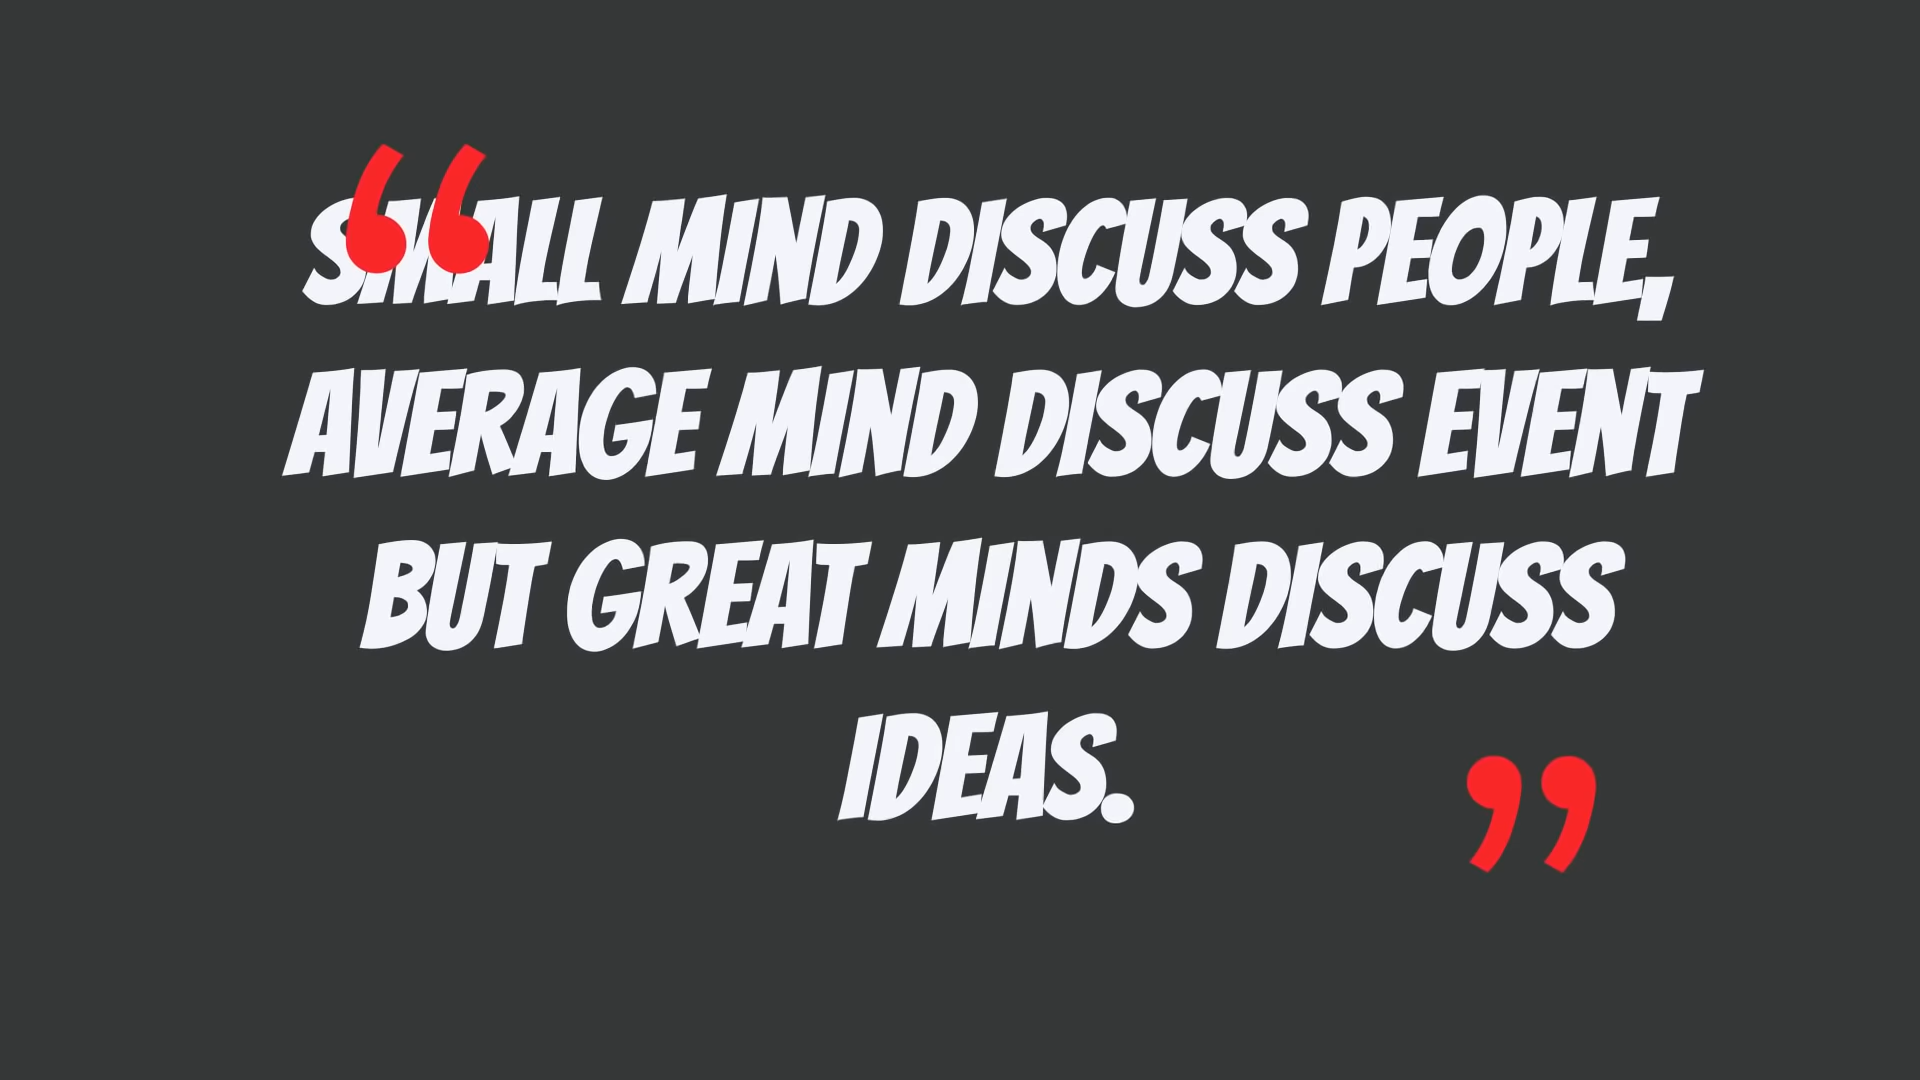 “SMALL MIND DISCUSS PEOPLE,
AVERAGE MIND DISCUSS EVENT
BUT GREAT MINDS DISCUSS
IDEAS.”